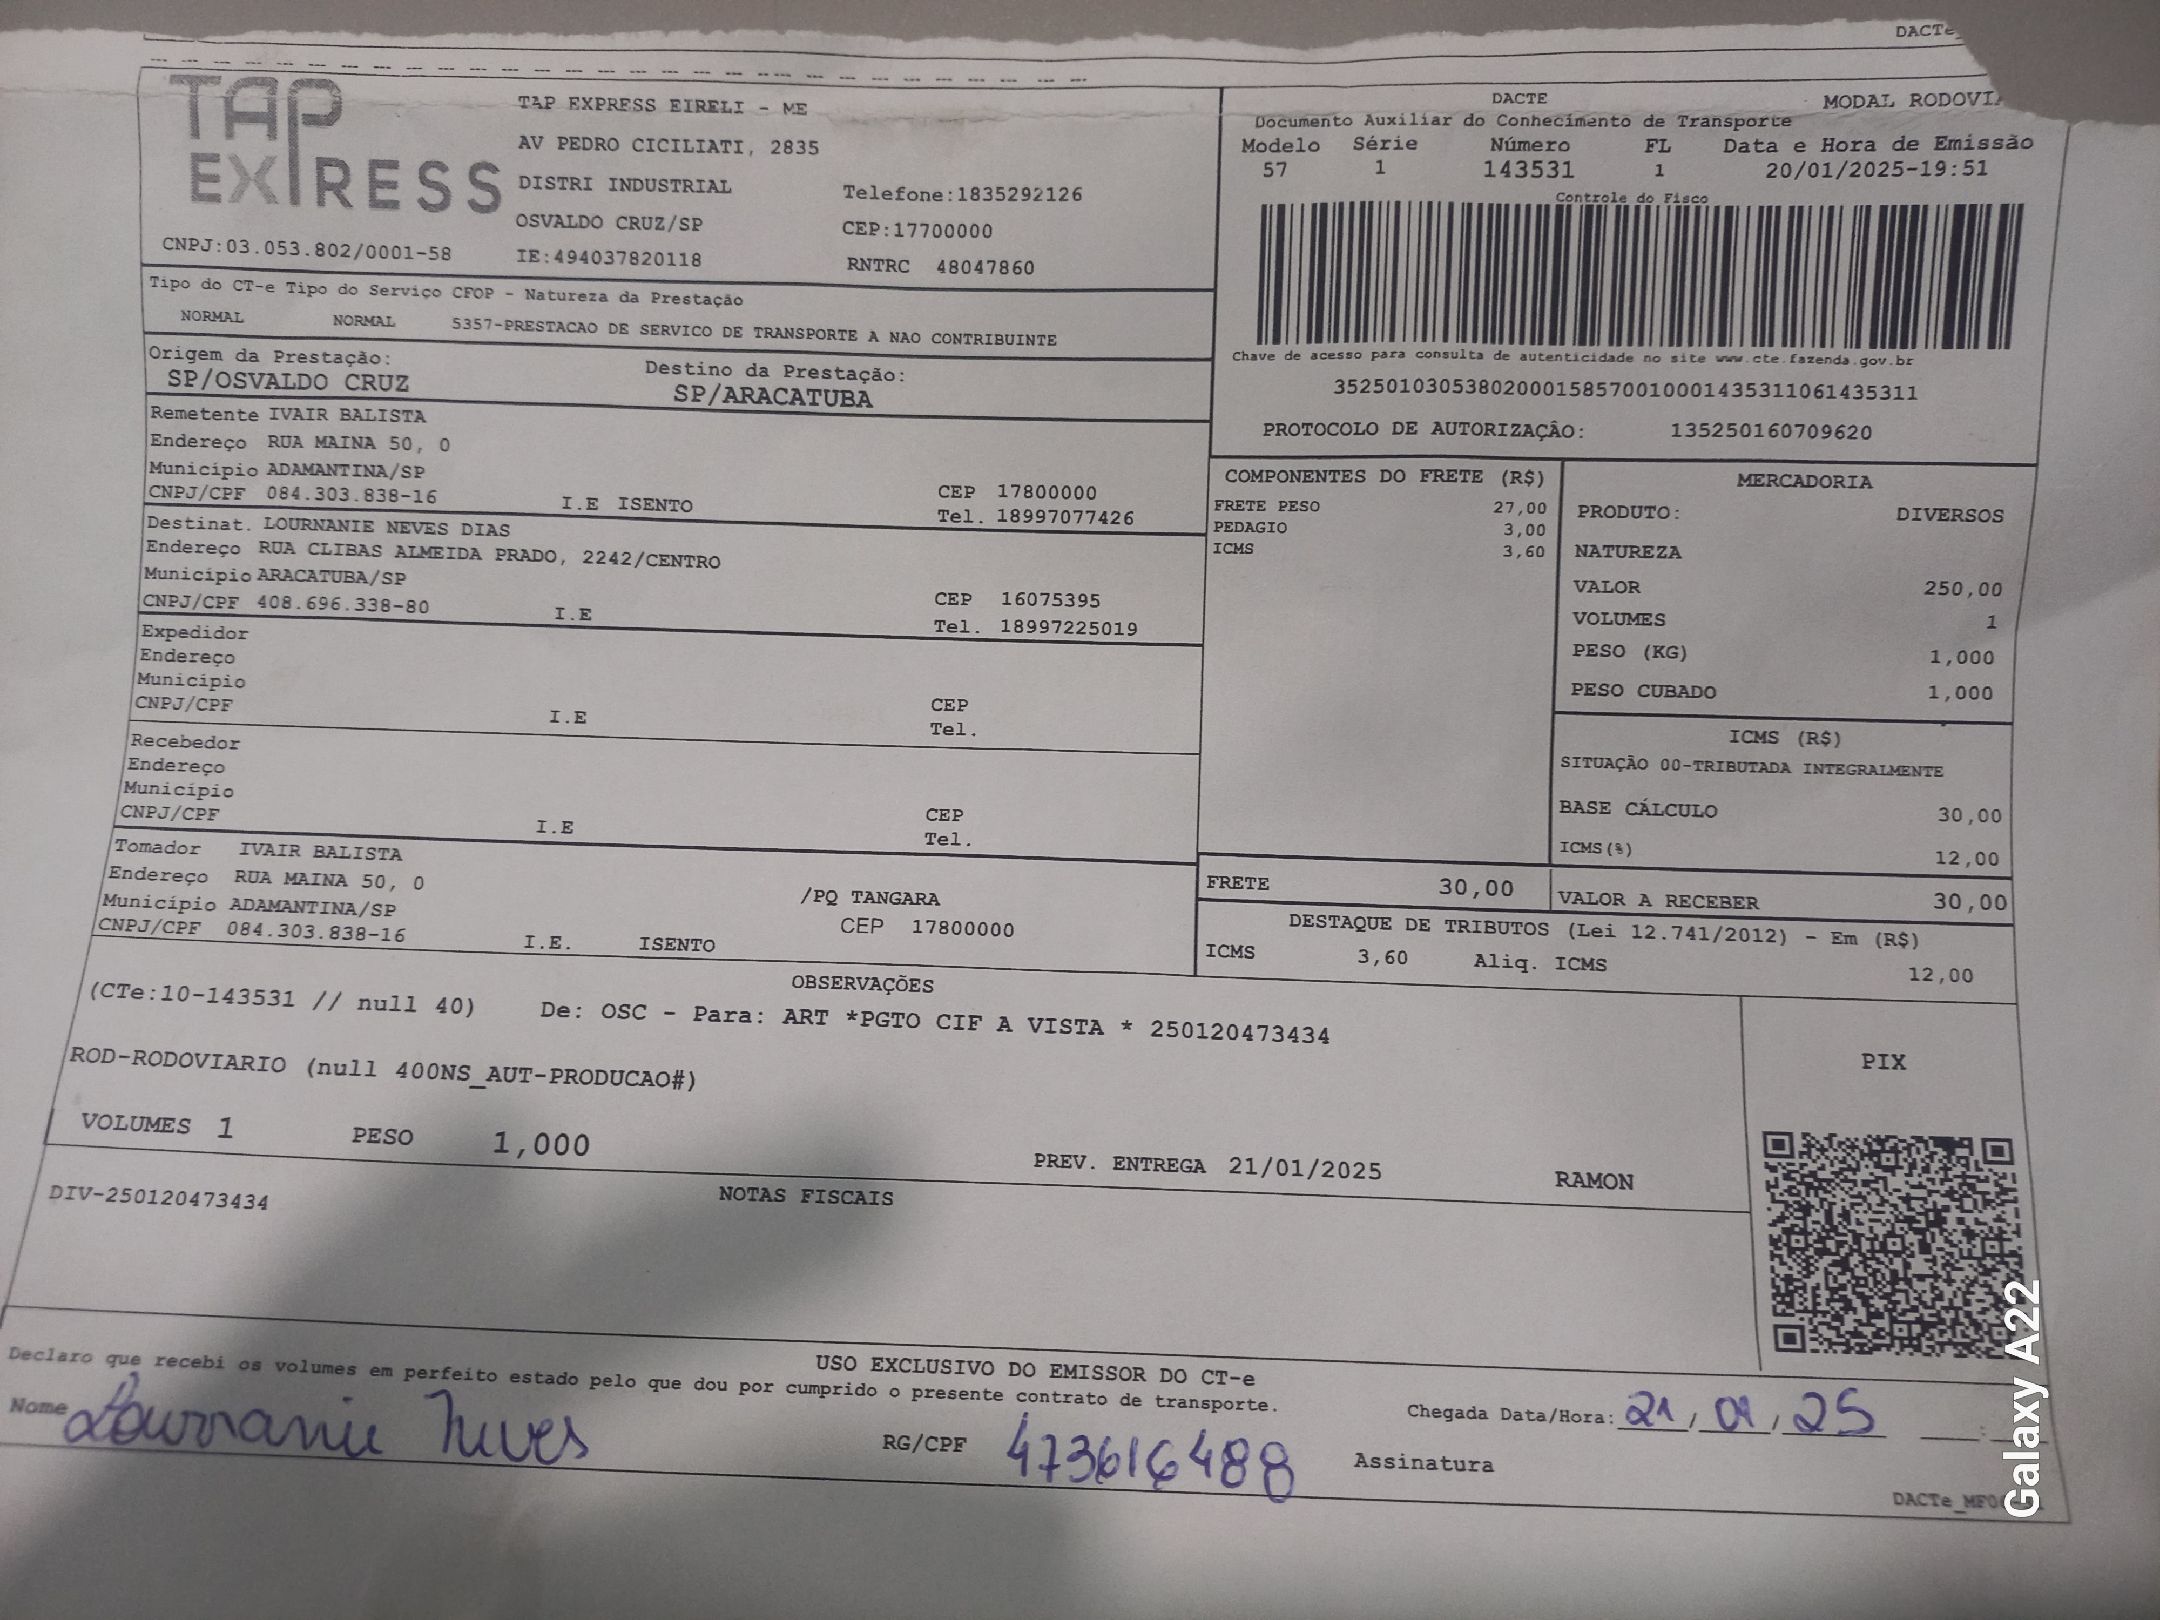 DACTe
TAP EXPRESS
TAP EXPRESS EIRELI - ME
AV PEDRO CICILIATI, 2835
DISTRI INDUSTRIAL
Telefone:1835292126
OSVALDO CRUZ/SP
CEP:17700000
CNPJ:03.053.802/0001-58
IE:494037820118
RNTRC 48047860
DACTE
MODAL RODOVIA
Documento Auxiliar do Conhecimento de Transporte
Modelo Série Número FL Data e Hora de Emissão
57 1 143531 1 20/01/2025-19:51
Controle do Fisco
Chave de acesso para consulta de autenticidade no site www.cte.fazenda.gov.br
35250103053802000158570010001435311061435311
PROTOCOLO DE AUTORIZAÇÂO: 135250160709620
Tipo do CT-e Tipo do Serviço CFOP - Natureza da Prestação
NORMAL NORMAL 5357-PRESTACAO DE SERVICO DE TRANSPORTE A NAO CONTRIBUINTE
Origem da Prestação: Destino da Prestação:
SP/OSVALDO CRUZ SP/ARACATUBA
Remetente IVAIR BALISTA
Endereço RUA MAINA 50, 0
Município ADAMANTINA/SP CEP 17800000
CNPJ/CPF 084.303.838-16 I.E ISENTO Tel. 18997077426
Destinat. LOURNANIE NEVES DIAS
Endereço RUA CLIBAS ALMEIDA PRADO, 2242/CENTRO
Município ARACATUBA/SP CEP 16075395
CNPJ/CPF 408.696.338-80 I.E Tel. 18997225019
Expedidor
Endereço
Município CEP
CNPJ/CPF I.E Tel.
Recebedor
Endereço
Município CEP
CNPJ/CPF I.E Tel.
Tomador IVAIR BALISTA
Endereço RUA MAINA 50, 0 /PQ TANGARA
Município ADAMANTINA/SP CEP 17800000
CNPJ/CPF 084.303.838-16 I.E. ISENTO
COMPONENTES DO FRETE (R$)
FRETE PESO 27,00
PEDAGIO 3,00
ICMS 3,60
MERCADORIA
PRODUTO: DIVERSOS
NATUREZA
VALOR 250,00
VOLUMES 1
PESO (KG) 1,000
PESO CUBADO 1,000
ICMS (R$)
SITUAÇÃO 00-TRIBUTADA INTEGRALMENTE
BASE CÁLCULO 30,00
ICMS(%) 12,00
FRETE 30,00 VALOR A RECEBER 30,00
DESTAQUE DE TRIBUTOS (Lei 12.741/2012) - Em (R$)
ICMS 3,60 Aliq. ICMS 12,00
OBSERVAÇÕES
(CTe:10-143531 // null 40) De: OSC - Para: ART *PGTO CIF A VISTA * 250120473434
ROD-RODOVIARIO (null 400NS_AUT-PRODUCAO#)
PIX
VOLUMES 1 PESO 1,000 PREV. ENTREGA 21/01/2025 RAMON
DIV-250120473434 NOTAS FISCAIS
USO EXCLUSIVO DO EMISSOR DO CT-e
Declaro que recebi os volumes em perfeito estado pelo que dou por cumprido o presente contrato de transporte.
Nome Lournanie Neves RG/CPF 473616488 Chegada Data/Hora: 21/01/25
Assinatura
Galaxy A22